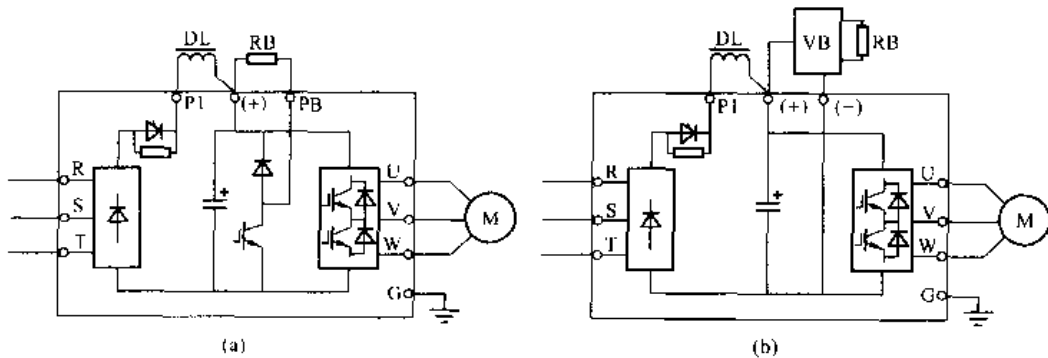 DL
RB
P1
(+)
PB
R
S
T
+
U
V
W
M
G
(a)
DL
VB
RB
P1
(+)
(-)
R
S
T
+
U
V
W
M
G
(b)